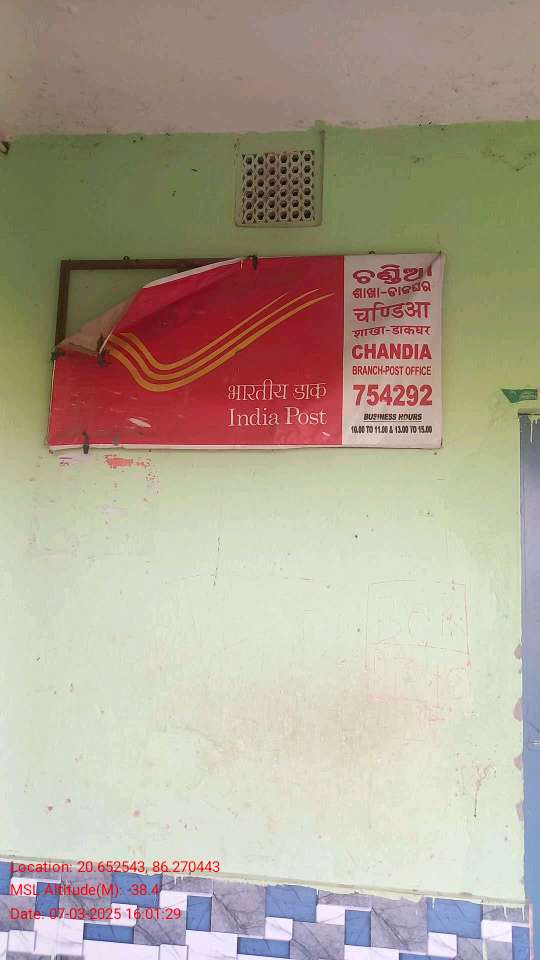 ଚଣ୍ଡିଆ
ଶାଖା-ଡାକଘର
चण्डिआ
शाखा-डाकघर
CHANDIA
BRANCH-POST OFFICE
754292
BUSINESS HOURS
10.00 TO 11.00 & 13.00 TO 15.00
भारतीय डाक
India Post
Location: 20.652543, 86.270443
MSL Altitude(M): -38.4
Date: 07-03-2025 16:01:29